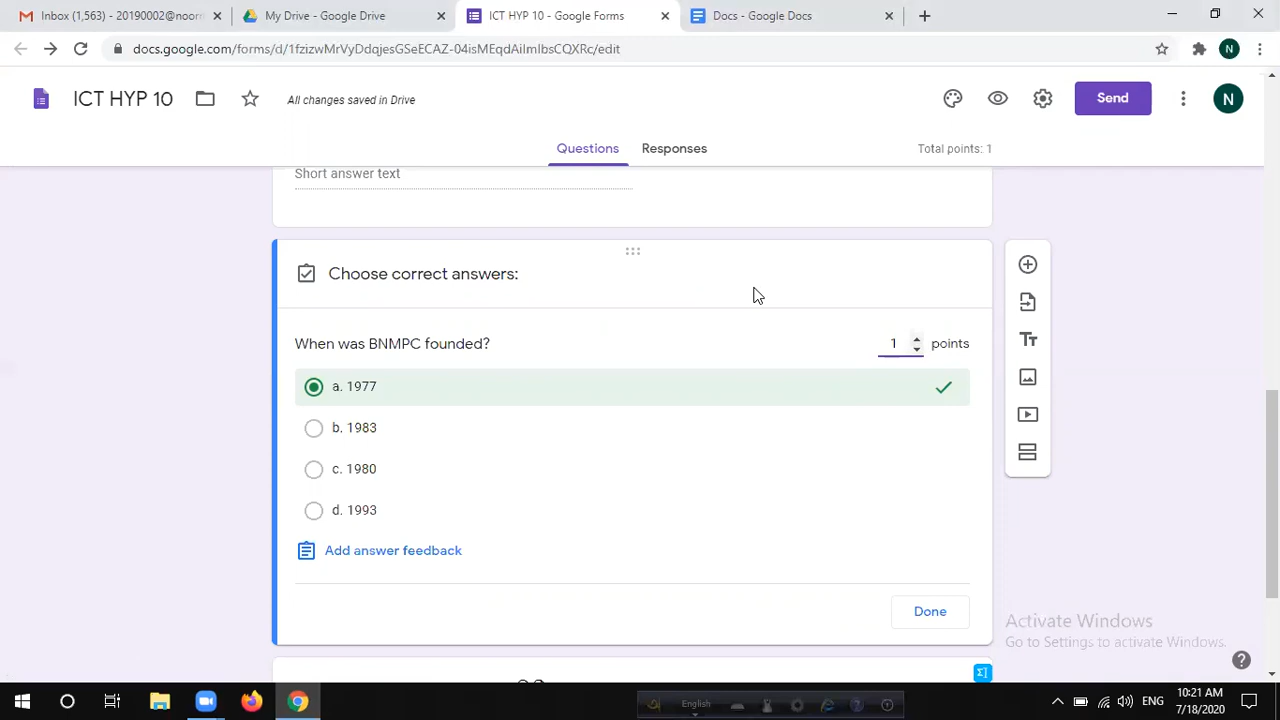 Inbox (1,563) - 20190002@noorm
My Drive - Google Drive
ICT HYP 10 - Google Forms
Docs - Google Docs
docs.google.com/forms/d/1fzizwMrVyDdqjesGSeECAZ-04isMEqdAilmIbsCQXRc/edit
N
ICT HYP 10
All changes saved in Drive
Send
N
Questions
Responses
Total points: 1
Short answer text
Choose correct answers:
When was BNMPC founded?
1
points
a. 1977
b. 1983
c. 1980
d. 1993
Add answer feedback
Done
Activate Windows
Go to Settings to activate Windows.
English
ENG
10:21 AM
7/18/2020